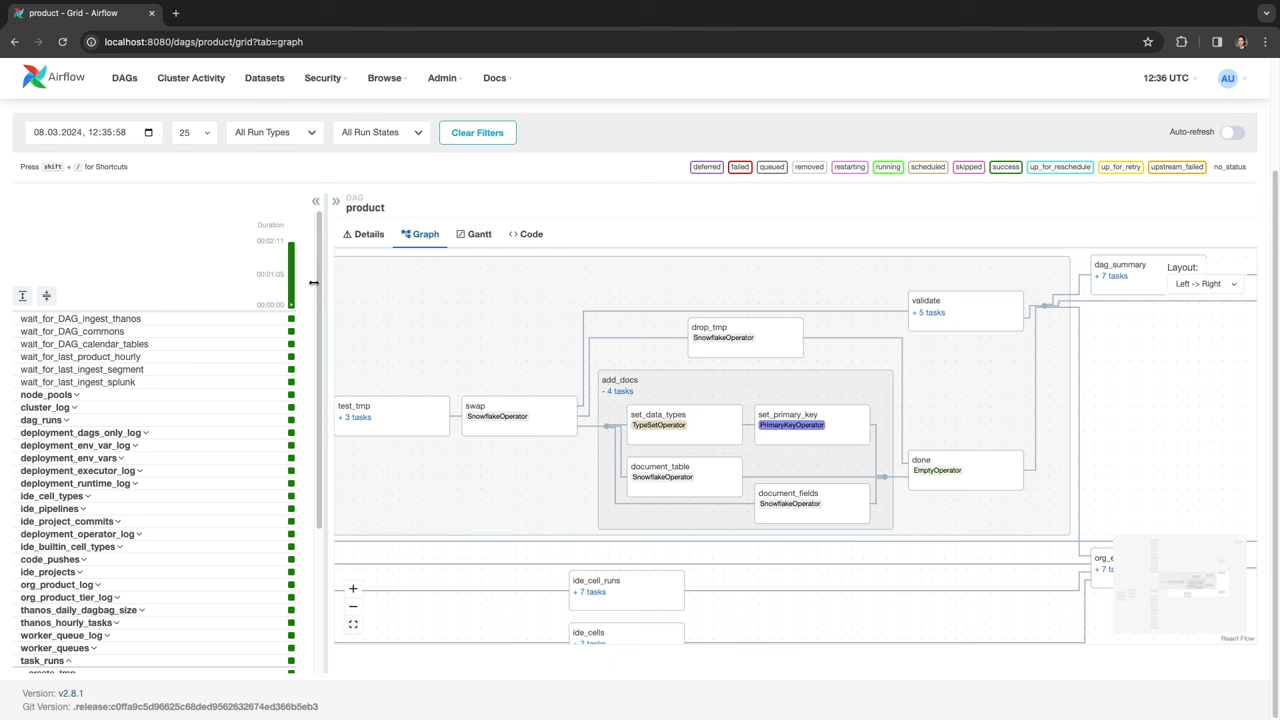 product - Grid - Airflow
localhost:8080/dags/product/grid?tab=graph
Airflow DAGs Cluster Activity Datasets Security Browse Admin Docs 12:36 UTC AU
08.03.2024, 12:35:58 25 All Run Types All Run States Clear Filters Auto-refresh
Press shift + / for Shortcuts
deferred failed queued removed restarting running scheduled skipped success up_for_reschedule up_for_retry upstream_failed no_status
DAG
product
Details Graph Gantt Code
Duration
00:02:11
00:01:05
00:00:00
wait_for_DAG_ingest_thanos
wait_for_DAG_commons
wait_for_DAG_calendar_tables
wait_for_last_product_hourly
wait_for_last_ingest_segment
wait_for_last_ingest_splunk
node_pools
cluster_log
dag_runs
deployment_dags_only_log
deployment_env_var_log
deployment_env_vars
deployment_executor_log
deployment_runtime_log
ide_cell_types
ide_pipelines
ide_project_commits
deployment_operator_log
ide_builtin_cell_types
code_pushes
ide_projects
org_product_log
org_product_tier_log
thanos_daily_dagbag_size
thanos_hourly_tasks
worker_queue_log
worker_queues
task_runs
create_tmp
test_tmp
+ 3 tasks
swap
SnowflakeOperator
drop_tmp
SnowflakeOperator
add_docs
- 4 tasks
set_data_types
TypeSetOperator
set_primary_key
PrimaryKeyOperator
document_table
SnowflakeOperator
document_fields
SnowflakeOperator
validate
+ 5 tasks
done
EmptyOperator
dag_summary
+ 7 tasks
Layout:
Left -> Right
ide_cell_runs
+ 7 tasks
ide_cells
+ 7 tasks
org_e
+ 7 ta
React Flow
Version: v2.8.1
Git Version: .release:c0ffa9c5d96625c68ded9562632674ed366b5eb3